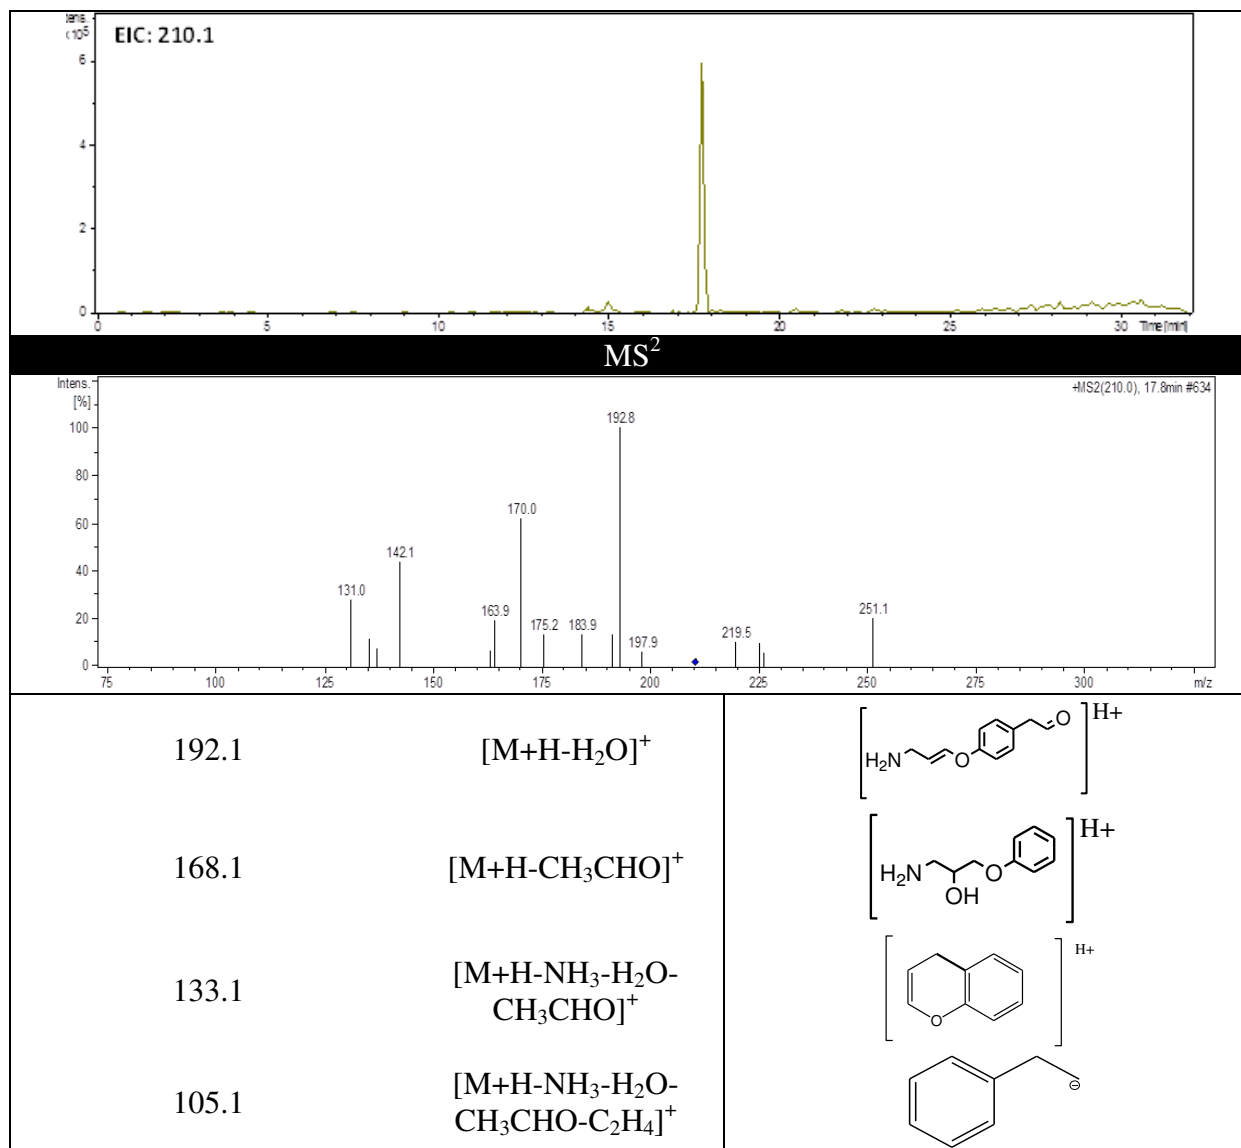 Intens.
x10⁵
EIC: 210.1
6
4
2
0
0 5 10 15 20 25 30 Time [min]
MS²
Intens.
[%]
+MS2(210.0), 17.8min #634
100
80
60
40
20
0
192.8
170.0
142.1
131.0
163.9
175.2
183.9
197.9
219.5
251.1
75 100 125 150 175 200 225 250 275 300 m/z
192.1 [M+H-H₂O]⁺
H₂N O O H+
168.1 [M+H-CH₃CHO]⁺
H₂N OH O H+
133.1 [M+H-NH₃-H₂O-
CH₃CHO]⁺
O H+
105.1 [M+H-NH₃-H₂O-
CH₃CHO-C₂H₄]⁺
⊖